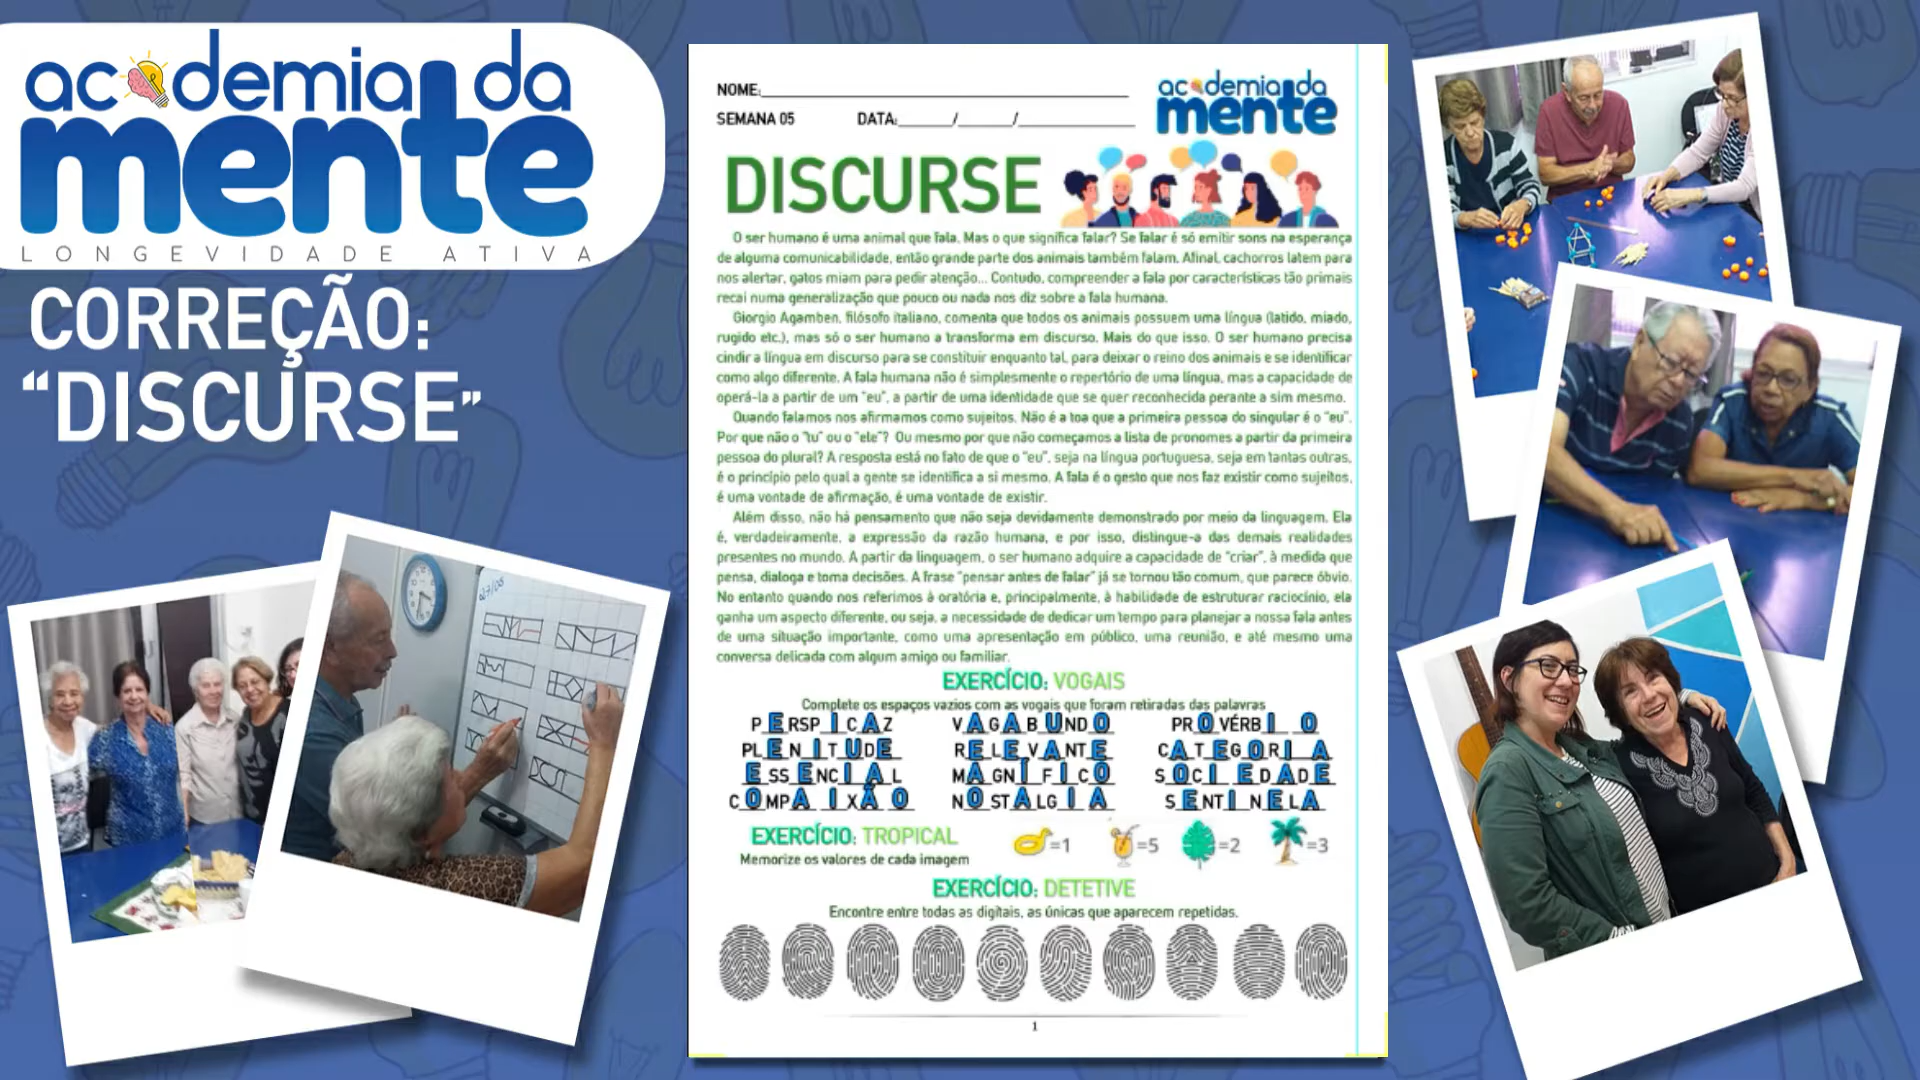 academia da
mente
LONGEVIDADE ATIVA
CORREÇÃO:
"DISCURSE"
27/05
NOME:
SEMANA 05 DATA: / /
academia da
mente
DISCURSE
O ser humano é uma animal que fala. Mas o que significa falar? Se falar é só emitir sons na esperança
de alguma comunicabilidade, então grande parte dos animais também falam. Afinal, cachorros latem para
nos alertar, gatos miam para pedir atenção... Contudo, compreender a fala por características tão primais
recai numa generalização que pouco ou nada nos diz sobre a fala humana.
Giorgio Agamben, filósofo italiano, comenta que todos os animais possuem uma língua (latido, miado,
rugido etc.), mas só o ser humano a transforma em discurso. Mais do que isso. O ser humano precisa
cindir a língua em discurso para se constituir enquanto tal, para deixar o reino dos animais e se identificar
como algo diferente. A fala humana não é simplesmente o repertório de uma língua, mas a capacidade de
operá-la a partir de um "eu", a partir de uma identidade que se quer reconhecida perante a sim mesmo.
Quando falamos nos afirmamos como sujeitos. Não é a toa que a primeira pessoa do singular é o "eu".
Por que não o "tu" ou o "ele"? Ou mesmo por que não começamos a lista de pronomes a partir da primeira
pessoa do plural? A resposta está no fato de que o "eu", seja na língua portuguesa, seja em tantas outras,
é o princípio pelo qual a gente se identifica a si mesmo. A fala é o gesto que nos faz existir como sujeitos,
é uma vontade de afirmação, é uma vontade de existir.
Além disso, não há pensamento que não seja devidamente demonstrado por meio da linguagem. Ela
é, verdadeiramente, a expressão da razão humana, e por isso, distingue-a das demais realidades
presentes no mundo. A partir da linguagem, o ser humano adquire a capacidade de "criar", à medida que
pensa, dialoga e toma decisões. A frase "pensar antes de falar" já se tornou tão comum, que parece óbvio.
No entanto quando nos referimos à oratória e, principalmente, à habilidade de estruturar raciocínio, ela
ganha um aspecto diferente, ou seja, a necessidade de dedicar um tempo para planejar a nossa fala antes
de uma situação importante, como uma apresentação em público, uma reunião, e até mesmo uma
conversa delicada com algum amigo ou familiar.
EXERCÍCIO: VOGAIS
Complete os espaços vazios com as vogais que foram retiradas das palavras
PERSPICAZ VAGABUNDO PROVÉRBIO
PLENITUDE RELEVANTE CATEGORIA
ESSENCIAL MAGNÍFICO SOCIEDADE
COMPAIXÃO NOSTALGIA SENTINELA
EXERCÍCIO: TROPICAL =1 =5 =2 =3
Memorize os valores de cada imagem
EXERCÍCIO: DETETIVE
Encontre entre todas as digitais, as únicas que aparecem repetidas.
1